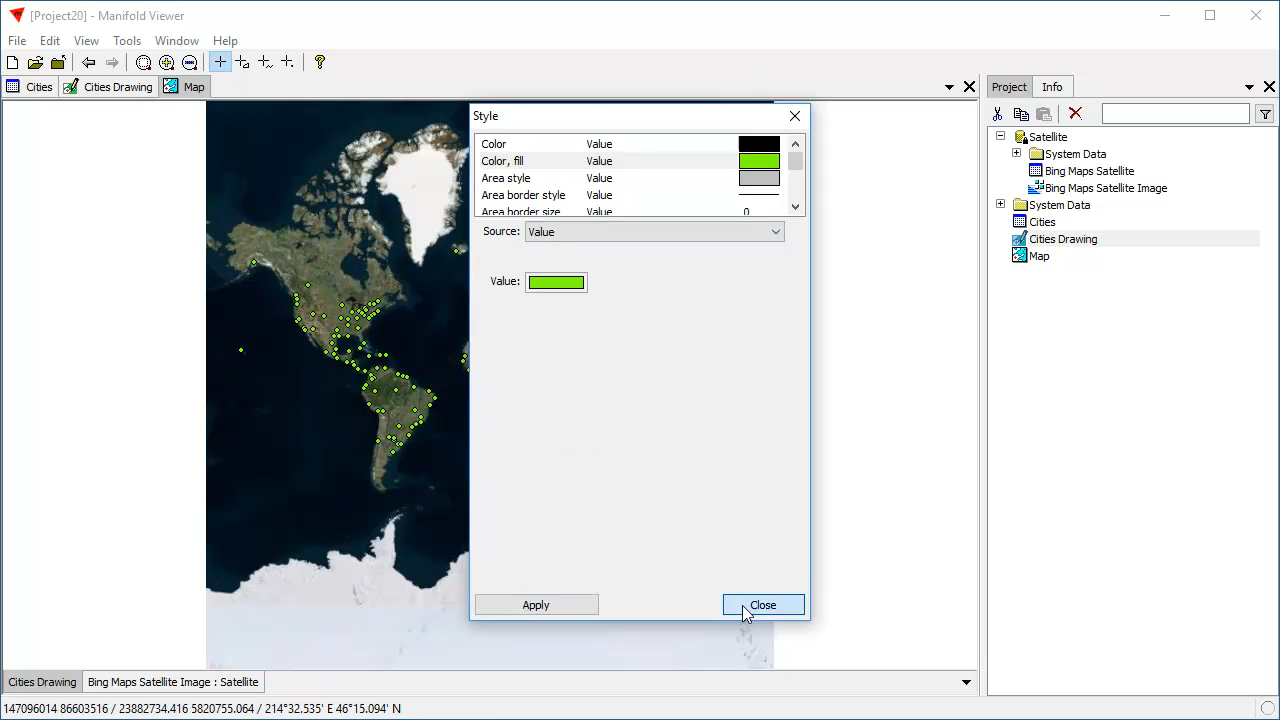 [Project20] - Manifold Viewer
File Edit View Tools Window Help
Cities Cities Drawing Map
Project Info
Style
Color Value
Color, fill Value
Area style Value
Area border style Value
Area border size Value 0
Source: Value
Value:
Apply Close
Satellite
System Data
Bing Maps Satellite
Bing Maps Satellite Image
System Data
Cities
Cities Drawing
Map
Cities Drawing Bing Maps Satellite Image : Satellite
147096014 86603516 / 23882734.416 5820755.064 / 214°32.535' E 46°15.094' N